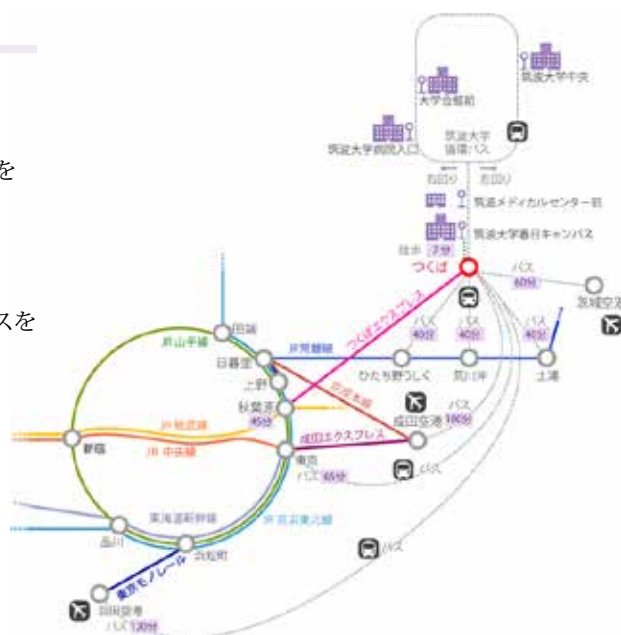 筑波大学中央
大学会館前
を
筑波大学病院入口
筑波大学
循環バス
右回り
左回り
筑波メディカルセンター前
筑波大学春日キャンパス
徒歩 7分
つくば
バス
60分
茨城空港
スを
つくばエクスプレス
バス
40分
バス
40分
バス
40分
田端
JR山手線
日暮里
JR常磐線
ひたち野うしく
荒川沖
土浦
上野
京成本線
秋葉原
45分
成田空港
バス
100分
JR 総武線
新宿
JR 中央線
成田エクスプレス
東京
バス 65分
バス
東海道新幹線
JR 京浜東北線
品川
浜松町
東京モノレール
バス
羽田空港
バス 120分